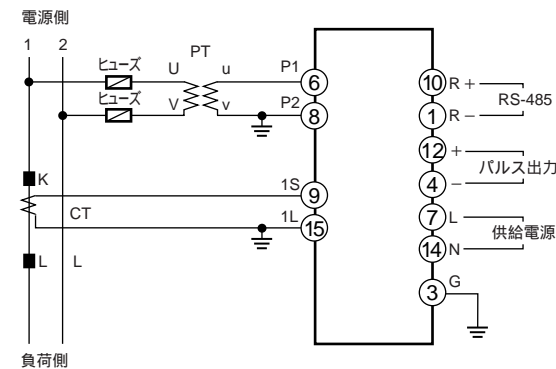 電源側
1 2
ヒューズ
ヒューズ
PT
U u
V v
P1
P2
6
8
K
CT
L L
1S
1L
9
15
10 R+
1 R−
RS-485
12 +
4 −
パルス出力
7 L
14 N
供給電源
3 G
負荷側